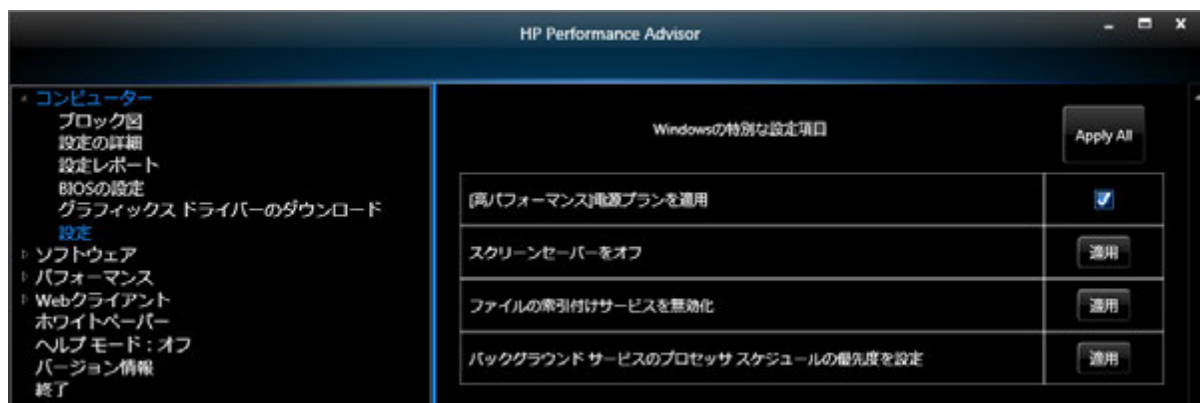 HP Performance Advisor
コンピューター
ブロック図
設定の詳細
設定レポート
BIOSの設定
グラフィックス ドライバーのダウンロード
設定
ソフトウェア
パフォーマンス
Webクライアント
ホワイトペーパー
ヘルプ モード：オフ
バージョン情報
終了
Windowsの特別な設定項目
Apply All
[高パフォーマンス]電源プランを適用
スクリーンセーバーをオフ
適用
ファイルの索引付けサービスを無効化
適用
バックグラウンド サービスのプロセッサ スケジュールの優先度を設定
適用